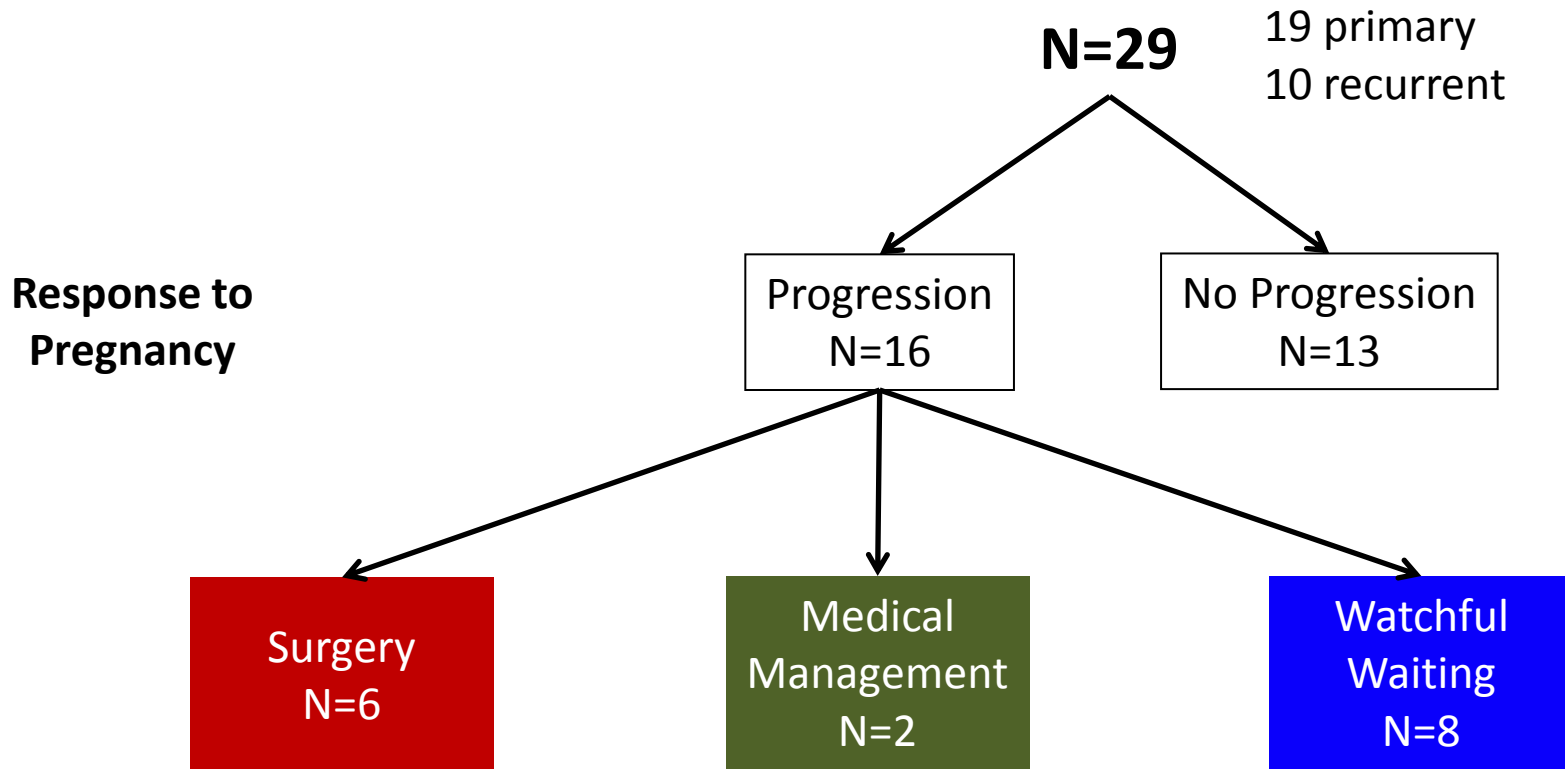 N=29
19 primary
10 recurrent
Response to
Pregnancy
Progression
N=16
No Progression
N=13
Surgery
N=6
Medical
Management
N=2
Watchful
Waiting
N=8